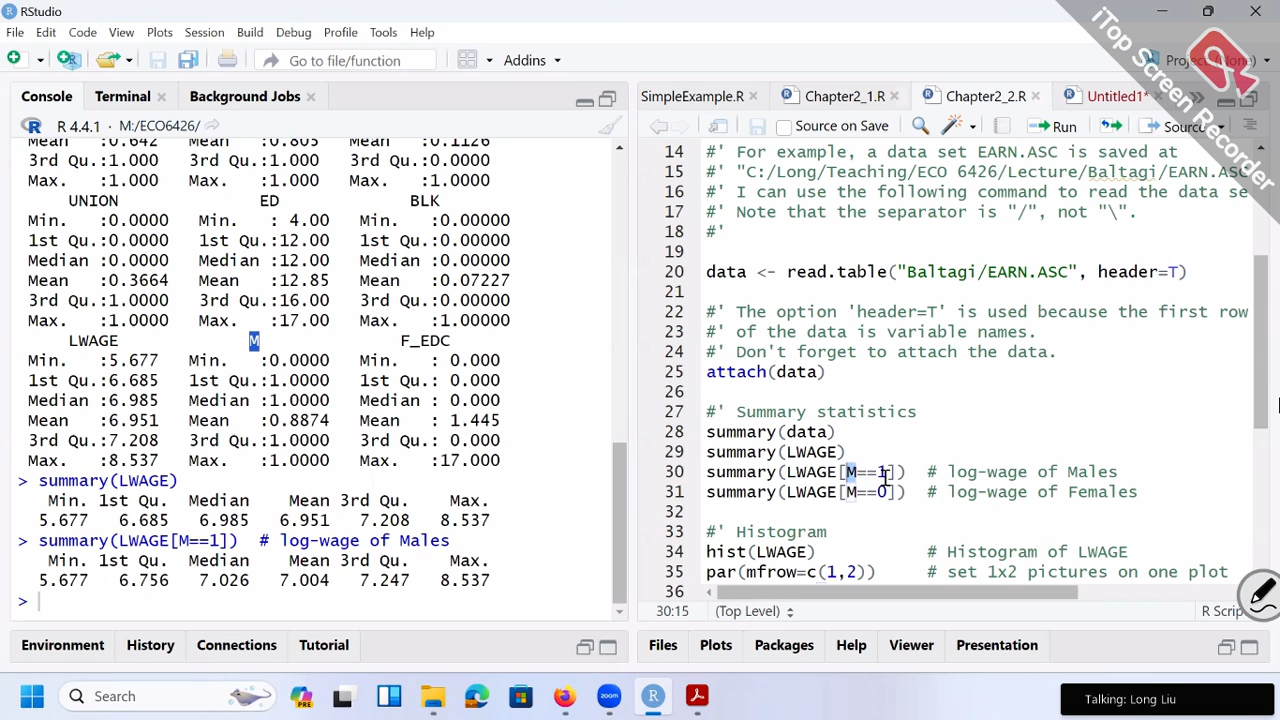 RStudio
File Edit Code View Plots Session Build Debug Profile Tools Help
Go to file/function
Addins
Console Terminal Background Jobs
R 4.4.1 · M:/ECO6426/
Mean :0.642 Mean :0.805 Mean :0.1126
3rd Qu.:1.000 3rd Qu.:1.000 3rd Qu.:0.0000
Max. :1.000 Max. :1.000 Max. :1.0000
UNION ED BLK
Min. :0.0000 Min. : 4.00 Min. :0.00000
1st Qu.:0.0000 1st Qu.:12.00 1st Qu.:0.00000
Median :0.0000 Median :12.00 Median :0.00000
Mean :0.3664 Mean :12.85 Mean :0.07227
3rd Qu.:1.0000 3rd Qu.:16.00 3rd Qu.:0.00000
Max. :1.0000 Max. :17.00 Max. :1.00000
LWAGE M F_EDC
Min. :5.677 Min. :0.0000 Min. : 0.000
1st Qu.:6.685 1st Qu.:1.0000 1st Qu.: 0.000
Median :6.985 Median :1.0000 Median : 0.000
Mean :6.951 Mean :0.8874 Mean : 1.445
3rd Qu.:7.208 3rd Qu.:1.0000 3rd Qu.: 0.000
Max. :8.537 Max. :1.0000 Max. :17.000
> summary(LWAGE)
Min. 1st Qu. Median Mean 3rd Qu. Max.
5.677 6.685 6.985 6.951 7.208 8.537
> summary(LWAGE[M==1]) # log-wage of Males
Min. 1st Qu. Median Mean 3rd Qu. Max.
5.677 6.756 7.026 7.004 7.247 8.537
>
Environment History Connections Tutorial
iTop Screen Recorder
SimpleExample.R Chapter2_1.R Chapter2_2.R Untitled1*
Source on Save Run
14 #' For example, a data set EARN.ASC is saved at
15 #' "C:/Long/Teaching/ECO 6426/Lecture/Baltagi/EARN.ASC
16 #' I can use the following command to read the data se
17 #' Note that the separator is "/", not "\".
18 #'
19
20 data <- read.table("Baltagi/EARN.ASC", header=T)
21
22 #' The option 'header=T' is used because the first row
23 #' of the data is variable names.
24 #' Don't forget to attach the data.
25 attach(data)
26
27 #' Summary statistics
28 summary(data)
29 summary(LWAGE)
30 summary(LWAGE[M==1]) # log-wage of Males
31 summary(LWAGE[M==0]) # log-wage of Females
32
33 #' Histogram
34 hist(LWAGE) # Histogram of LWAGE
35 par(mfrow=c(1,2)) # set 1x2 pictures on one plot
36
30:15 (Top Level) R Scrip
Files Plots Packages Help Viewer Presentation
Search
Talking: Long Liu